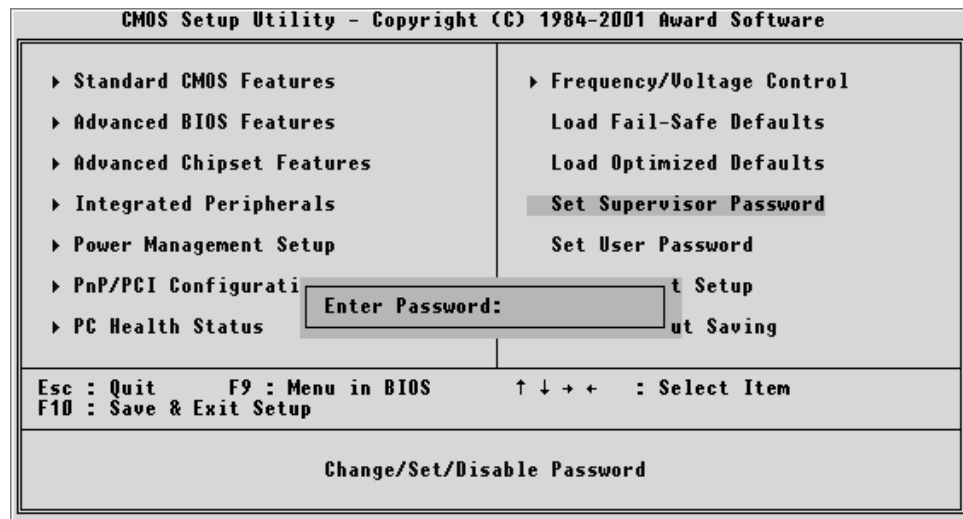 CMOS Setup Utility - Copyright (C) 1984-2001 Award Software
Standard CMOS Features
Advanced BIOS Features
Advanced Chipset Features
Integrated Peripherals
Power Management Setup
PnP/PCI Configurati
PC Health Status
Frequency/Voltage Control
Load Fail-Safe Defaults
Load Optimized Defaults
Set Supervisor Password
Set User Password
t Setup
ut Saving
Enter Password:
Esc : Quit F9 : Menu in BIOS ↑ ↓ → ← : Select Item
F10 : Save & Exit Setup
Change/Set/Disable Password